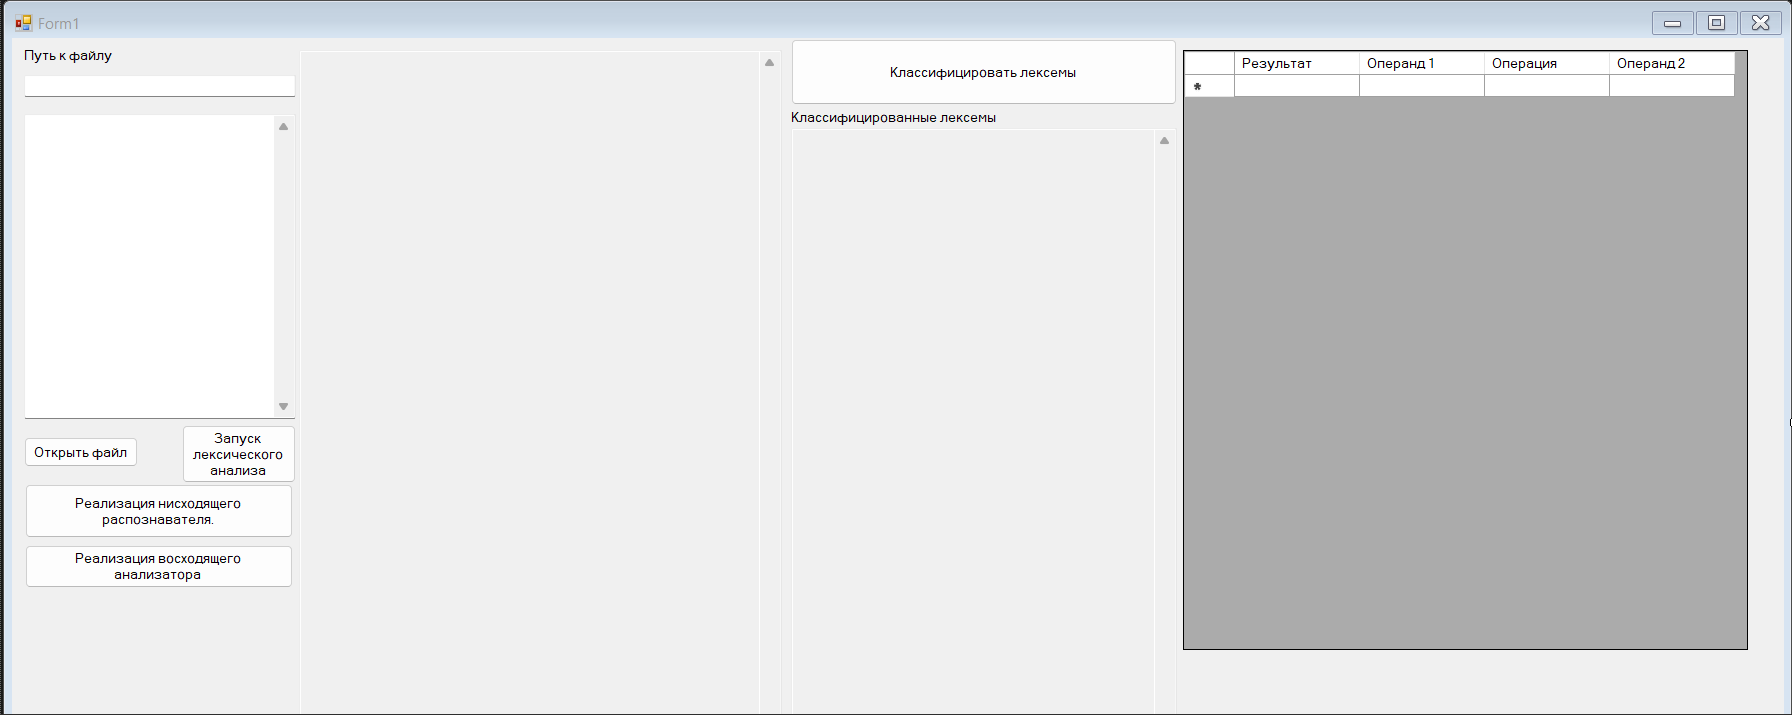 Form1
Путь к файлу
Открыть файл
Запуск
лексического
анализа
Реализация нисходящего
распознавателя.
Реализация восходящего
анализатора
Классифицировать лексемы
Классифицированные лексемы
Результат Операнд 1 Операция Операнд 2
*